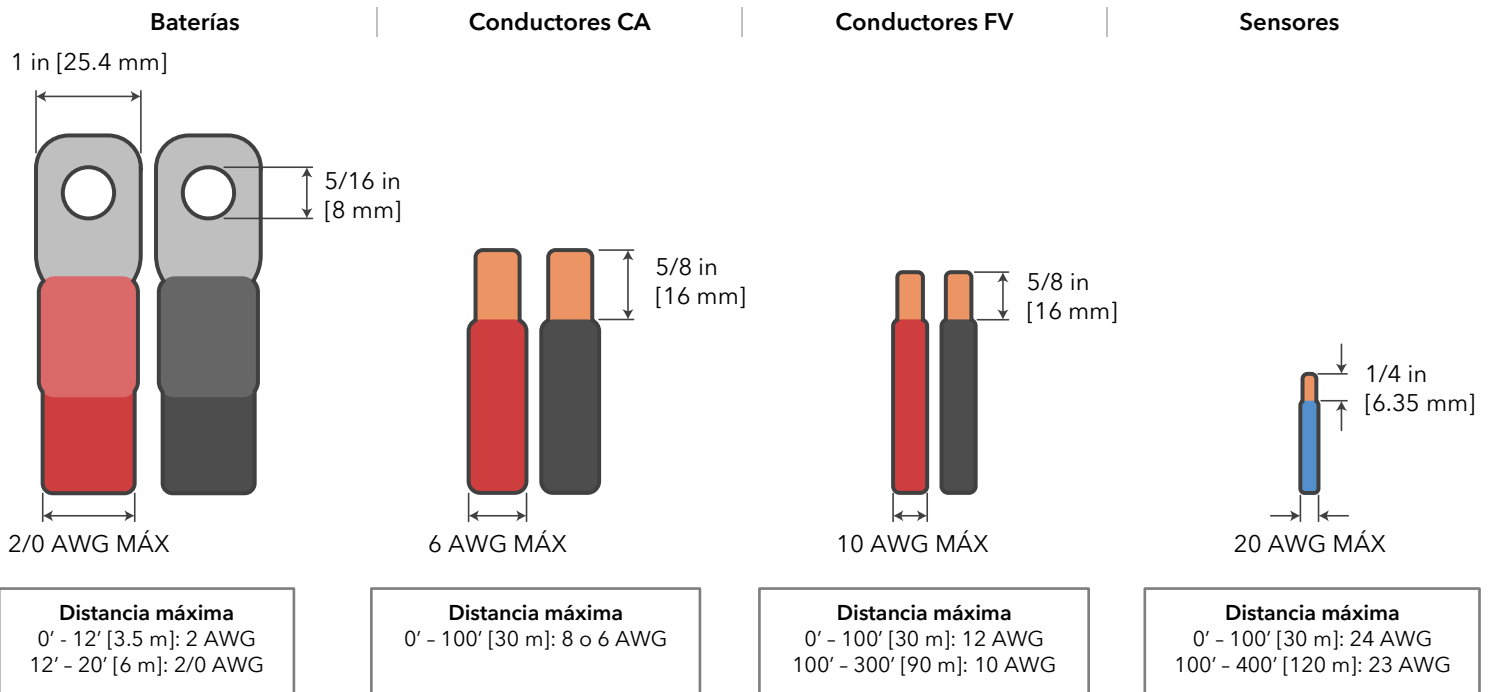 Baterías
Conductores CA
Conductores FV
Sensores
1 in [25.4 mm]
5/16 in
[8 mm]
5/8 in
[16 mm]
5/8 in
[16 mm]
1/4 in
[6.35 mm]
2/0 AWG MÁX
6 AWG MÁX
10 AWG MÁX
20 AWG MÁX
Distancia máxima
0’ - 12’ [3.5 m]: 2 AWG
12’ – 20’ [6 m]: 2/0 AWG
Distancia máxima
0’ – 100’ [30 m]: 8 o 6 AWG
Distancia máxima
0’ – 100’ [30 m]: 12 AWG
100’ – 300’ [90 m]: 10 AWG
Distancia máxima
0’ – 100’ [30 m]: 24 AWG
100’ – 400’ [120 m]: 23 AWG